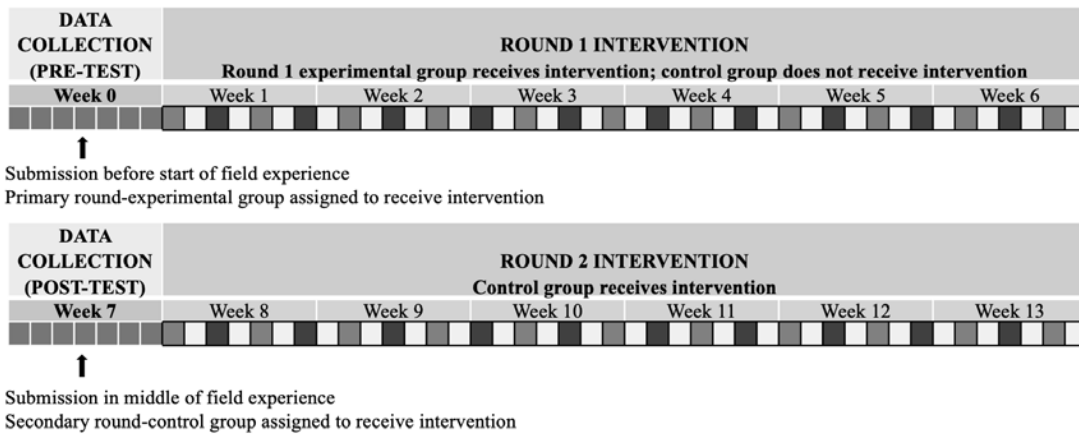 DATA
COLLECTION
(PRE-TEST)
ROUND 1 INTERVENTION
Round 1 experimental group receives intervention; control group does not receive intervention
Week 0 Week 1 Week 2 Week 3 Week 4 Week 5 Week 6
Submission before start of field experience
Primary round-experimental group assigned to receive intervention
DATA
COLLECTION
(POST-TEST)
ROUND 2 INTERVENTION
Control group receives intervention
Week 7 Week 8 Week 9 Week 10 Week 11 Week 12 Week 13
Submission in middle of field experience
Secondary round-control group assigned to receive intervention